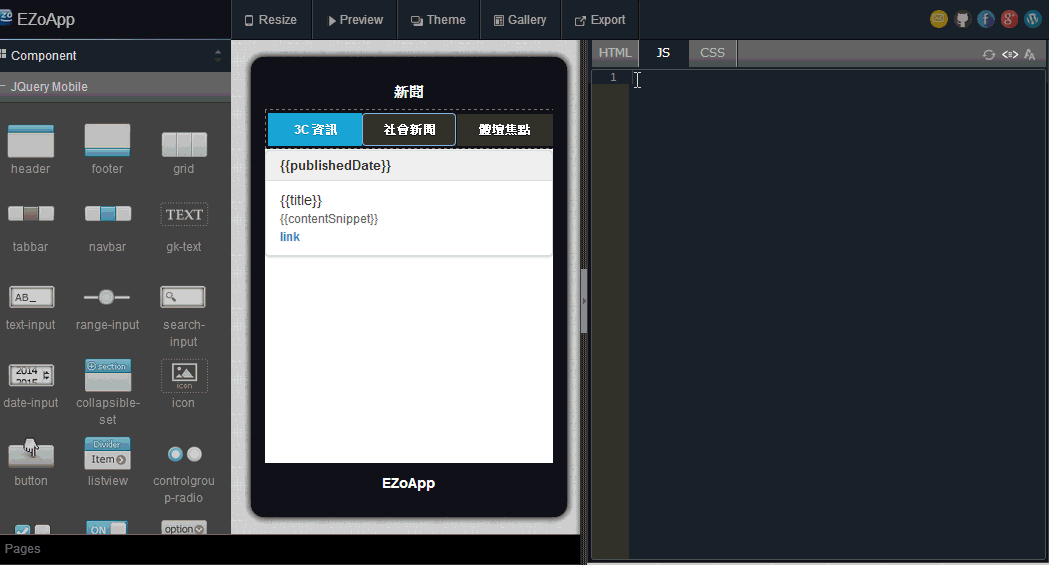 EZoApp
Resize
Preview
Theme
Gallery
Export
Component
JQuery Mobile
header
footer
grid
tabbar
navbar
TEXT
gk-text
AB_
text-input
range-input
search-
input
2014
2015
date-input
section
collapsible-
set
icon
icon
button
Divider
Item
listview
controlgrou
p-radio
ON
option
Pages
新聞
3C 資訊
社會新聞
體壇焦點
{{publishedDate}}
{{title}}
{{contentSnippet}}
link
EZoApp
HTML
JS
CSS
1